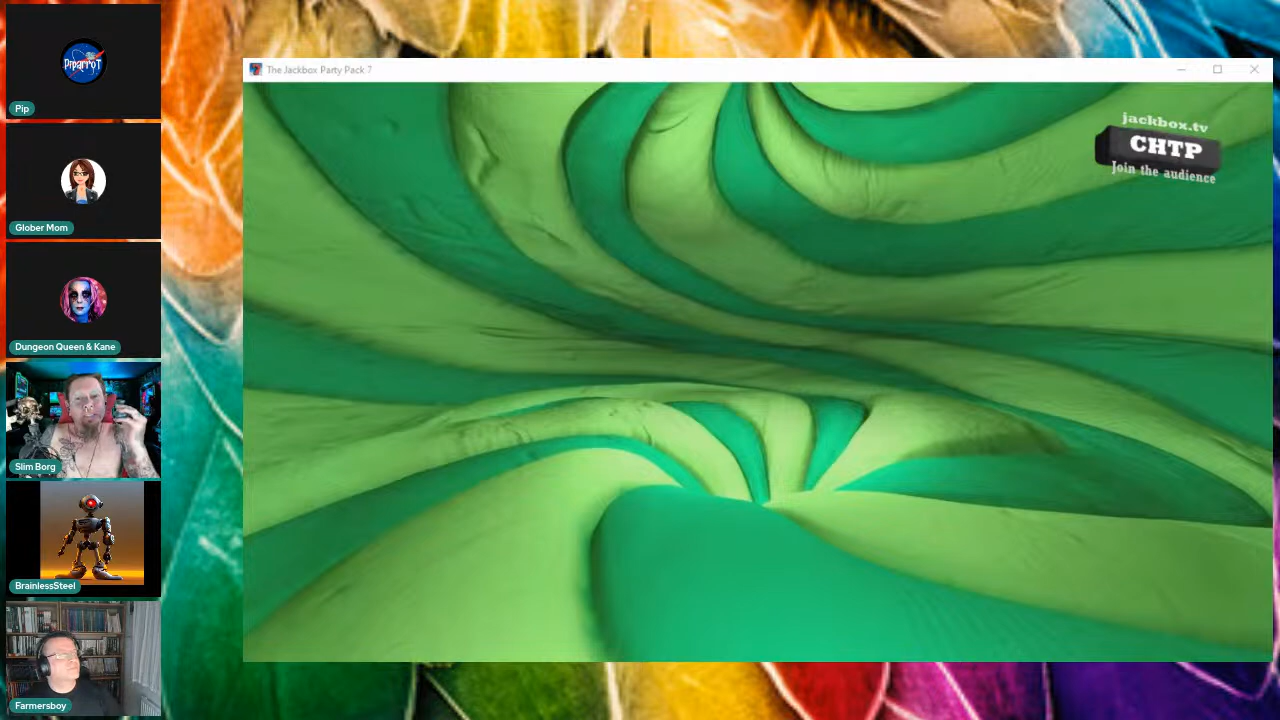 PipparroT
Pip
Glober Mom
Dungeon Queen & Kane
Slim Borg
BrainlessSteel
Farmersboy
The Jackbox Party Pack 7
jackbox.tv
CHTP
Join the audience